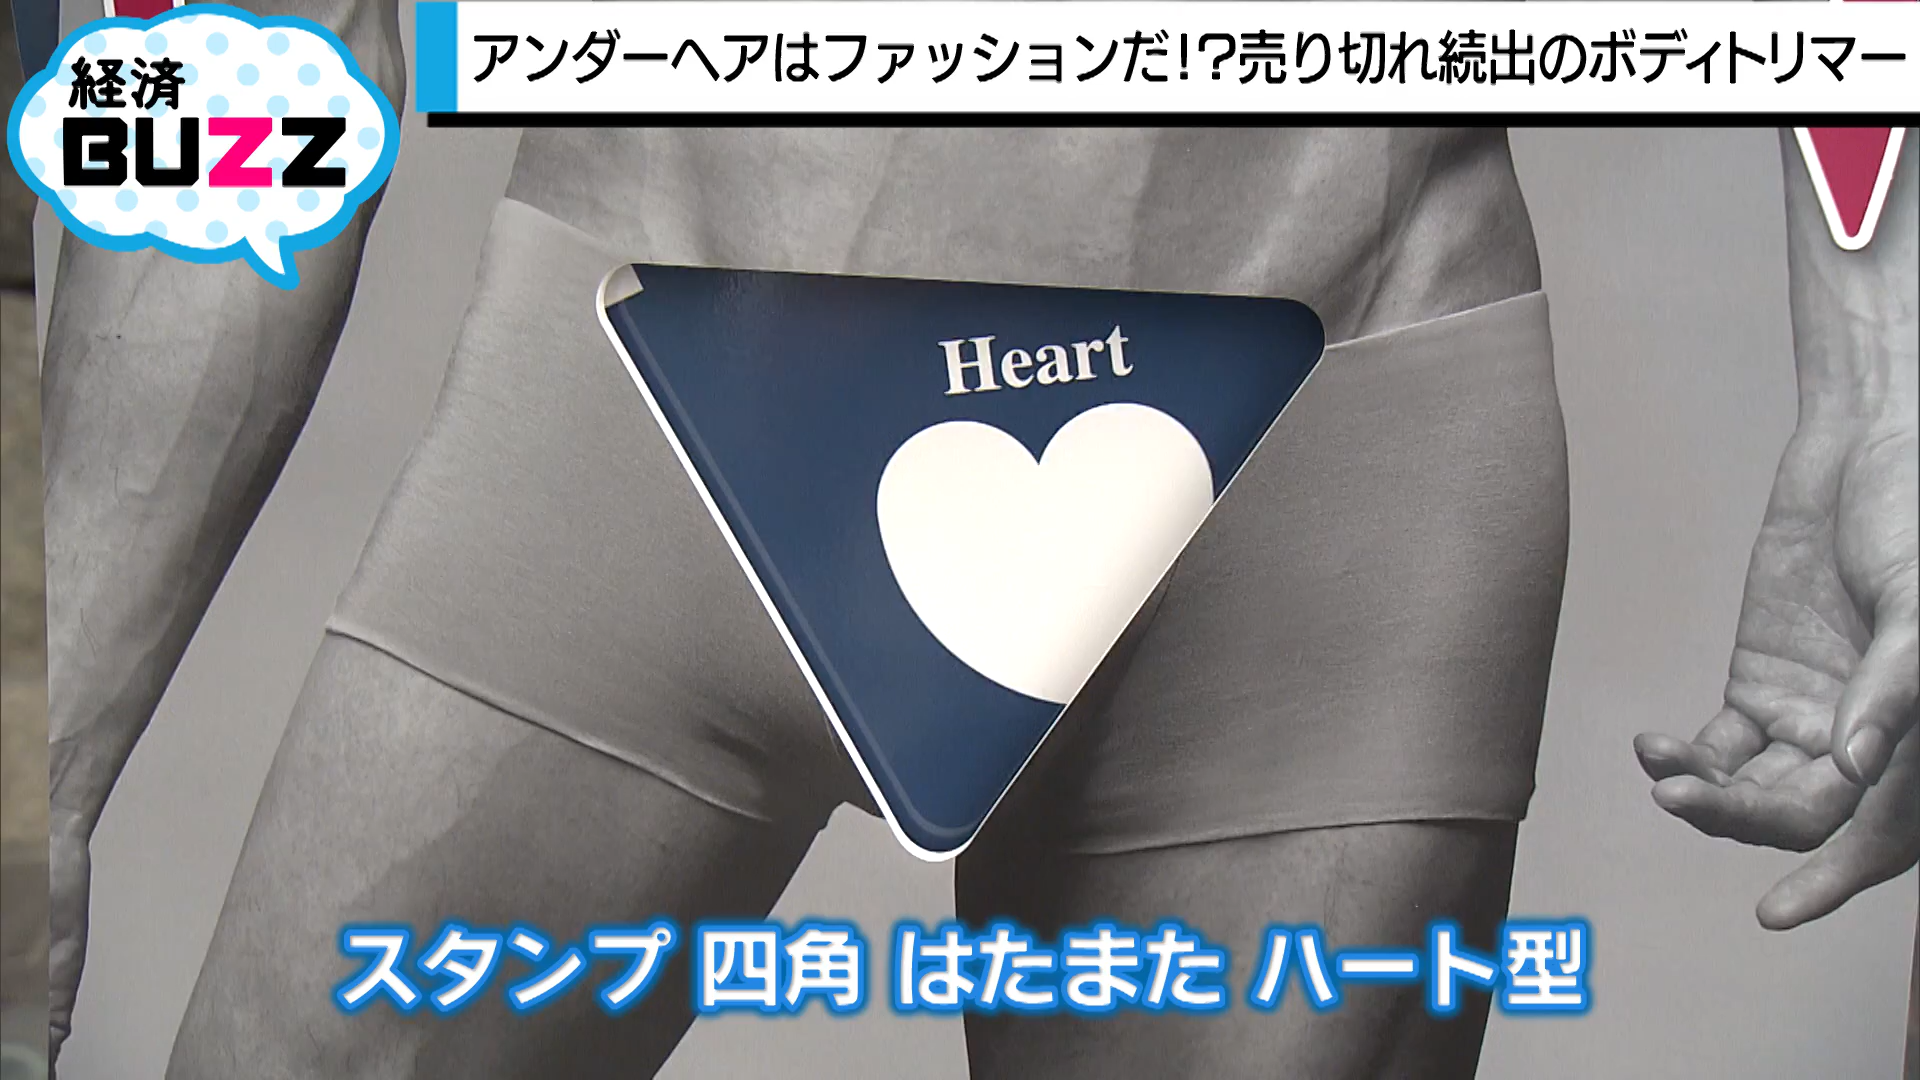 経済
BUZZ
アンダーヘアはファッションだ!?売り切れ続出のボディトリマー
Heart
スタンプ 四角 はたまた ハート型